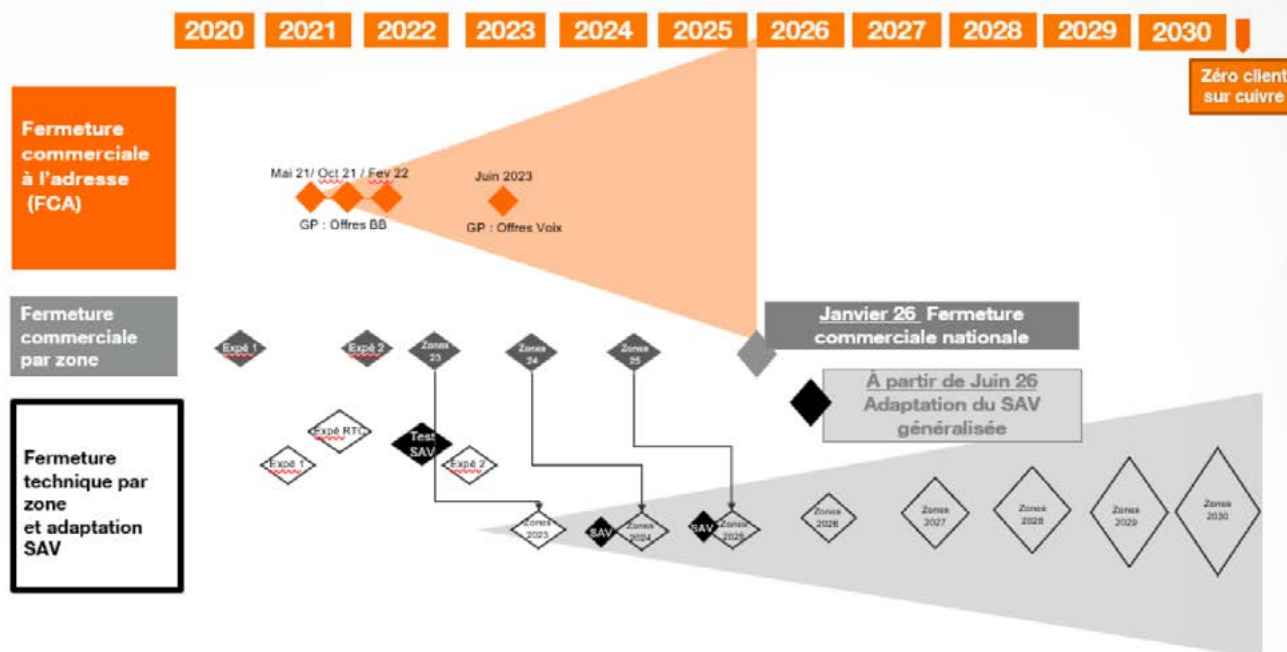 2020 2021 2022 2023 2024 2025 2026 2027 2028 2029 2030
Zéro client
sur cuivre
Fermeture
commerciale
à l'adresse
(FCA)
Mai 21/ Oct 21 / Fev 22
GP : Offres BB
Juin 2023
GP : Offres Voix
Fermeture
commerciale
par zone
Expé 1
Expé 2
Zones
23
Zones
24
Zones
25
Janvier 26 Fermeture
commerciale nationale
À partir de Juin 26
Adaptation du SAV
généralisée
Fermeture
technique par
zone
et adaptation
SAV
Expé 1
Expé RTC
Test
SAV
Expé 2
Zones
2023
SAV
Zones
2024
SAV
Zones
2025
Zones
2026
Zones
2027
Zones
2028
Zones
2029
Zones
2030